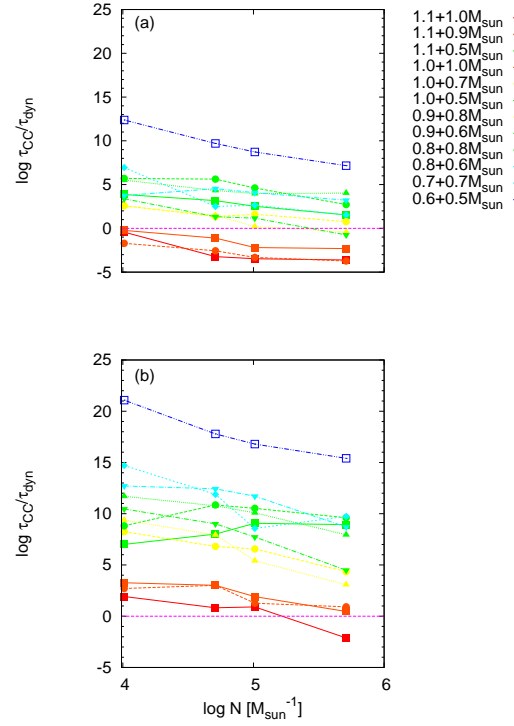 25
20
15
10
5
0
-5
(a)
log τCC/τdyn
1.1+1.0Msun
1.1+0.9Msun
1.1+0.5Msun
1.0+1.0Msun
1.0+0.7Msun
1.0+0.5Msun
0.9+0.8Msun
0.9+0.6Msun
0.8+0.8Msun
0.8+0.6Msun
0.7+0.7Msun
0.6+0.5Msun
25
20
15
10
5
0
-5
(b)
log τCC/τdyn
4 5 6
log N [Msun-1]